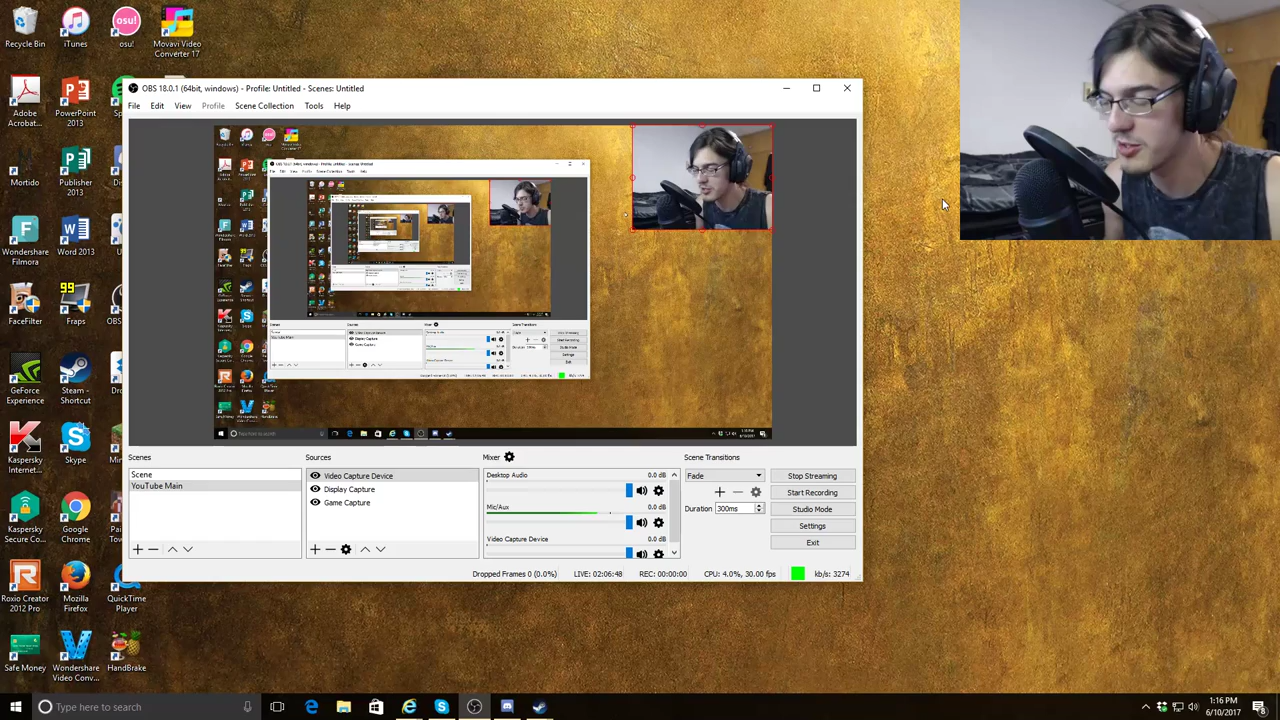 Recycle Bin
iTunes
osu!
Movavi Video
Converter 17
Adobe
Acrobat...
PowerPoint
2013
Mortido
Publisher
2013
Wondershare
Filmora
Word 2013
FaceFilter
99
Fraps
GeForce
Experience
Steam -
Shortcut
Kaspersky
Internet...
Skype
Kaspersky
Secure Co...
Google
Chrome
Roxio Creator
2012 Pro
Mozilla
Firefox
QuickTime
Player
Safe Money
Wondershare
Video Conv...
HandBrake
OBS 18.0.1 (64bit, windows) - Profile: Untitled - Scenes: Untitled
File Edit View Profile Scene Collection Tools Help
Scenes
Scene
YouTube Main
Sources
Video Capture Device
Display Capture
Game Capture
Mixer
Desktop Audio 0.0 dB
Mic/Aux 0.0 dB
Video Capture Device 0.0 dB
Scene Transitions
Fade
Duration 300ms
Stop Streaming
Start Recording
Studio Mode
Settings
Exit
Dropped Frames 0 (0.0%) LIVE: 02:06:48 REC: 00:00:00 CPU: 4.0%, 30.00 fps kb/s: 3274
Type here to search
1:16 PM
6/10/2017
8